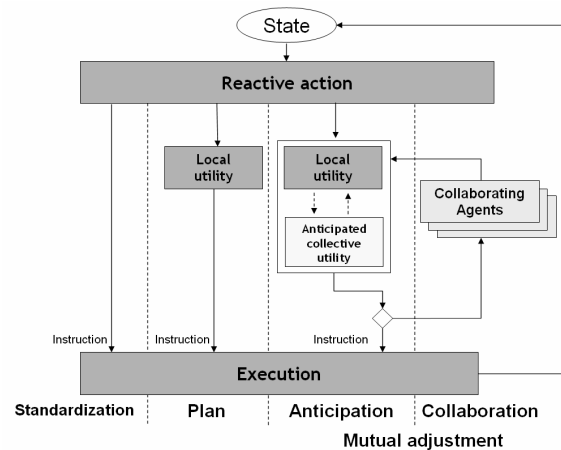 State
Reactive action
Local
utility
Local
utility
Anticipated
collective
utility
Collaborating
Agents
Instruction
Instruction
Instruction
Execution
Standardization
Plan
Anticipation
Collaboration
Mutual adjustment